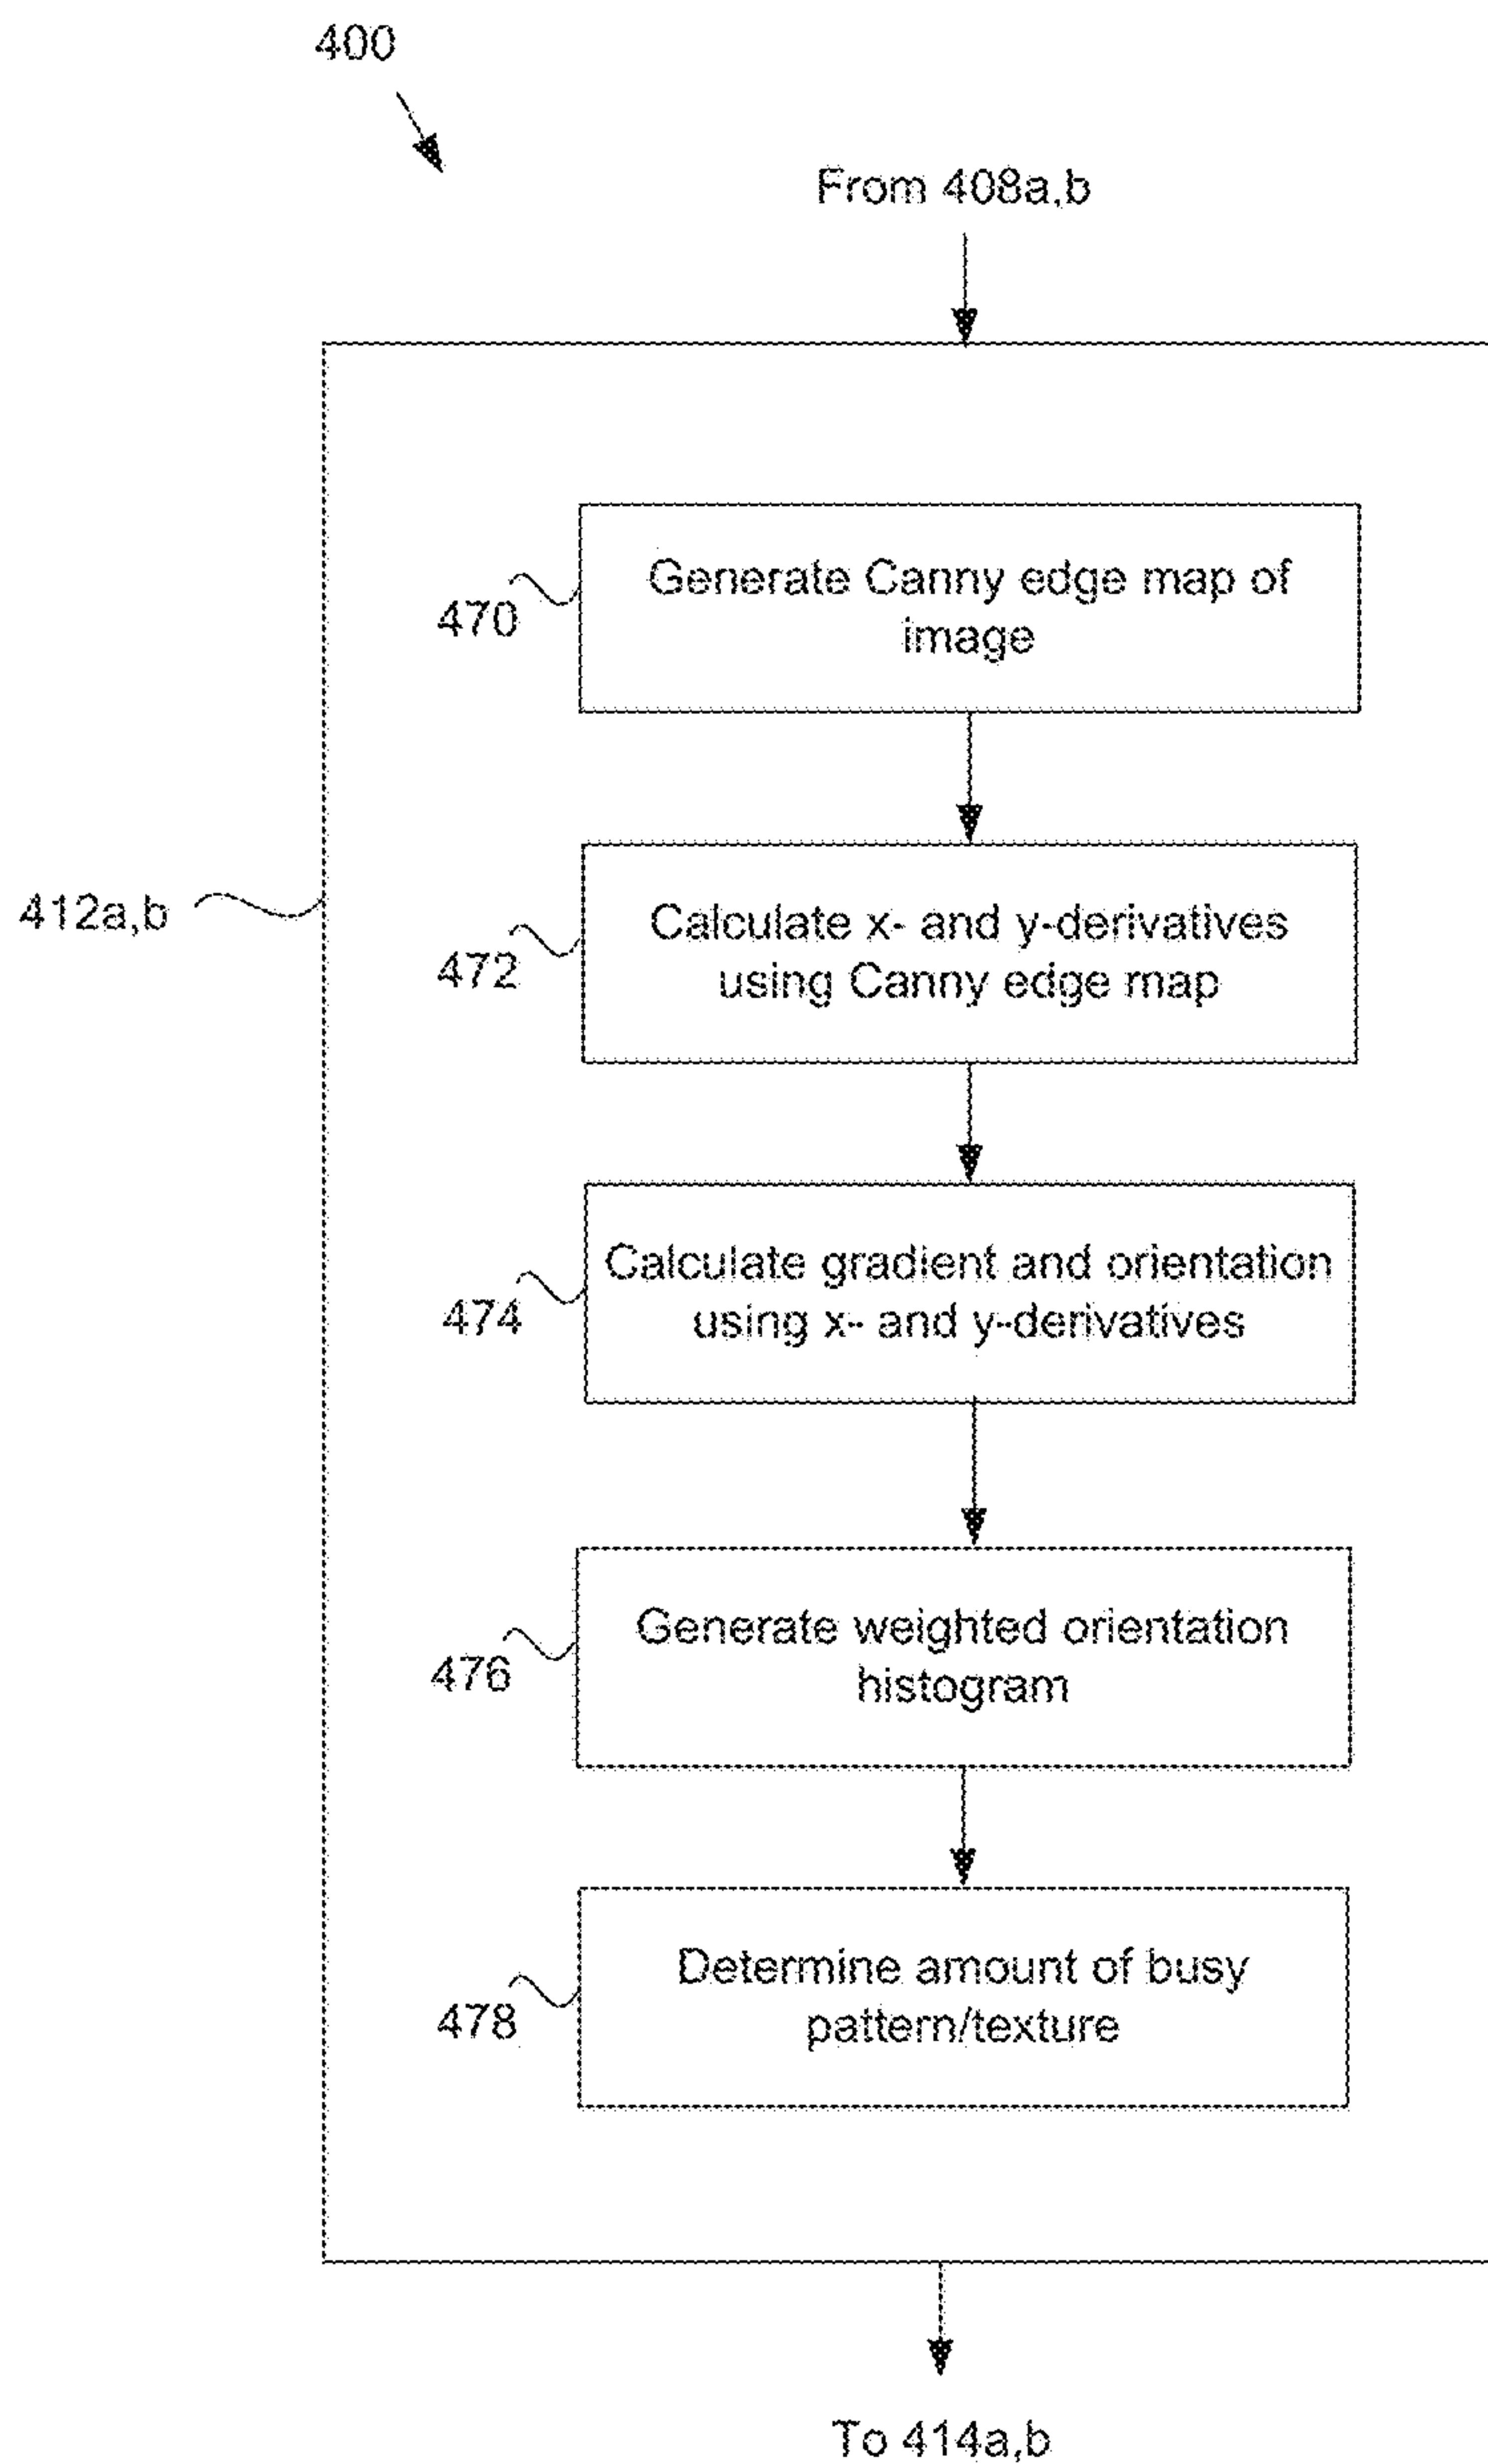 400
From 408a,b
Generate Canny edge map of
image
470
Calculate x- and y-derivatives
using Canny edge map
472
412a,b
Calculate gradient and orientation
using x- and y-derivatives
474
Generate weighted orientation
histogram
476
Determine amount of busy
pattern/texture
478
To 414a,b